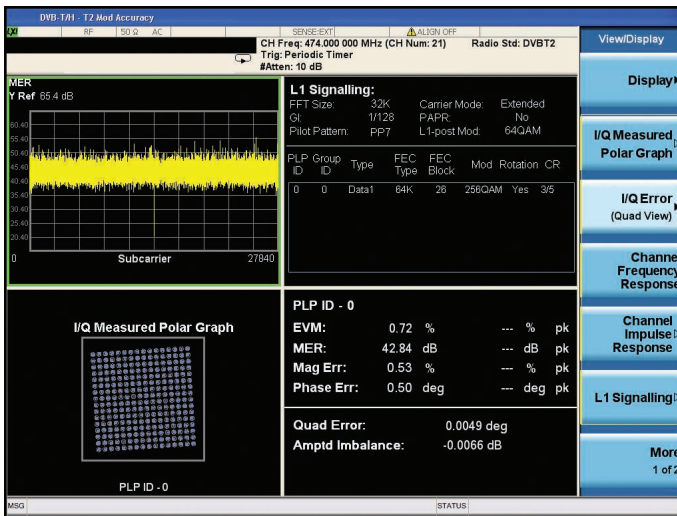 DVB-T/H - T2 Mod Accuracy
LXI RF 50 Ω AC SENSE:EXT ALIGN OFF
CH Freq: 474.000 000 MHz (CH Num: 21) Radio Std: DVBT2
Trig: Periodic Timer
#Atten: 10 dB
MER
Y Ref 65.4 dB
60.40
55.40
50.40
45.40
40.40
35.40
30.40
25.40
20.40
0 Subcarrier 27840
L1 Signalling:
FFT Size: 32K Carrier Mode: Extended
GI: 1/128 PAPR: No
Pilot Pattern: PP7 L1-post Mod: 64QAM
PLP ID Group ID Type FEC Type FEC Block Mod Rotation CR
0 0 Data1 64K 26 256QAM Yes 3/5
I/Q Measured Polar Graph
PLP ID - 0
PLP ID - 0
EVM: 0.72 % --- % pk
MER: 42.84 dB --- dB pk
Mag Err: 0.53 % --- % pk
Phase Err: 0.50 deg --- deg pk
Quad Error: 0.0049 deg
Amptd Imbalance: -0.0066 dB
View/Display
Display
I/Q Measured
Polar Graph
I/Q Error
(Quad View)
Channe
Frequency
Response
Channel
Impulse
Response
L1 Signalling
More
1 of 2
MSG STATUS